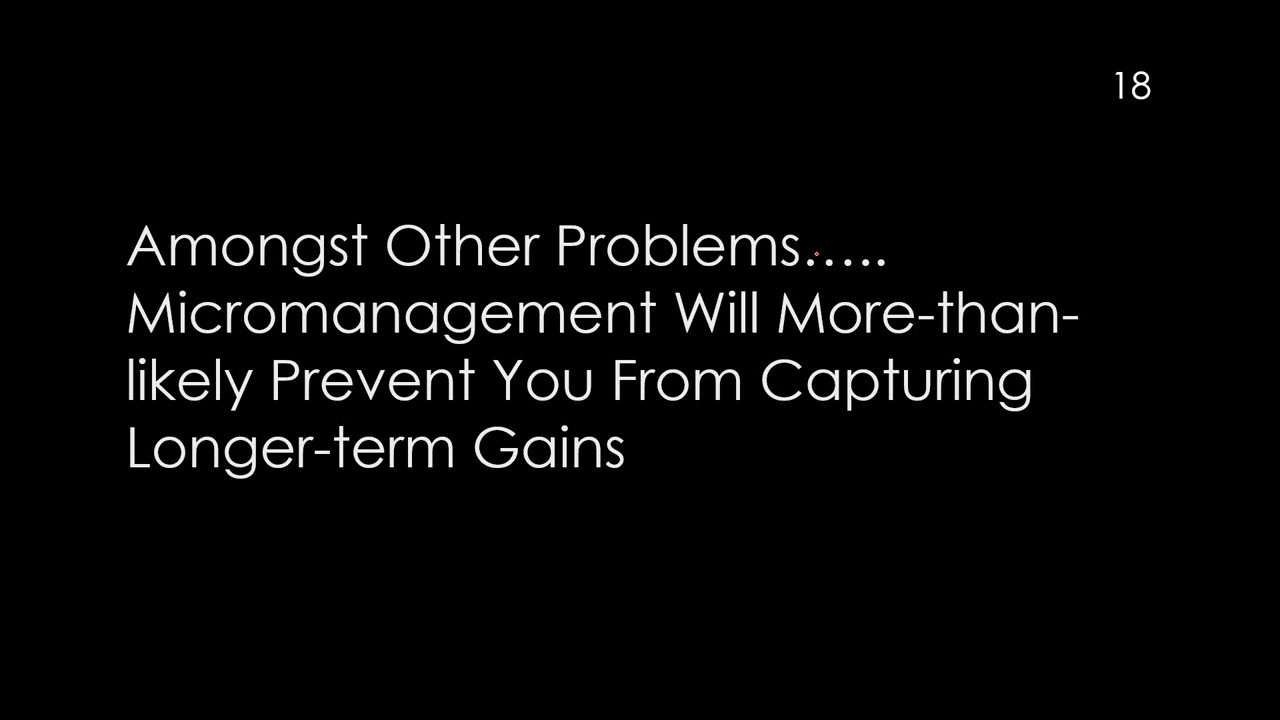 18
Amongst Other Problems…..
Micromanagement Will More-than-
likely Prevent You From Capturing
Longer-term Gains